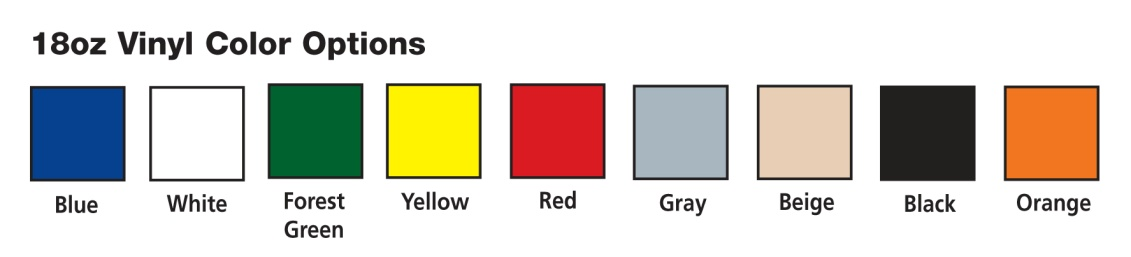 18oz Vinyl Color Options
Blue
White
Forest
Green
Yellow
Red
Gray
Beige
Black
Orange